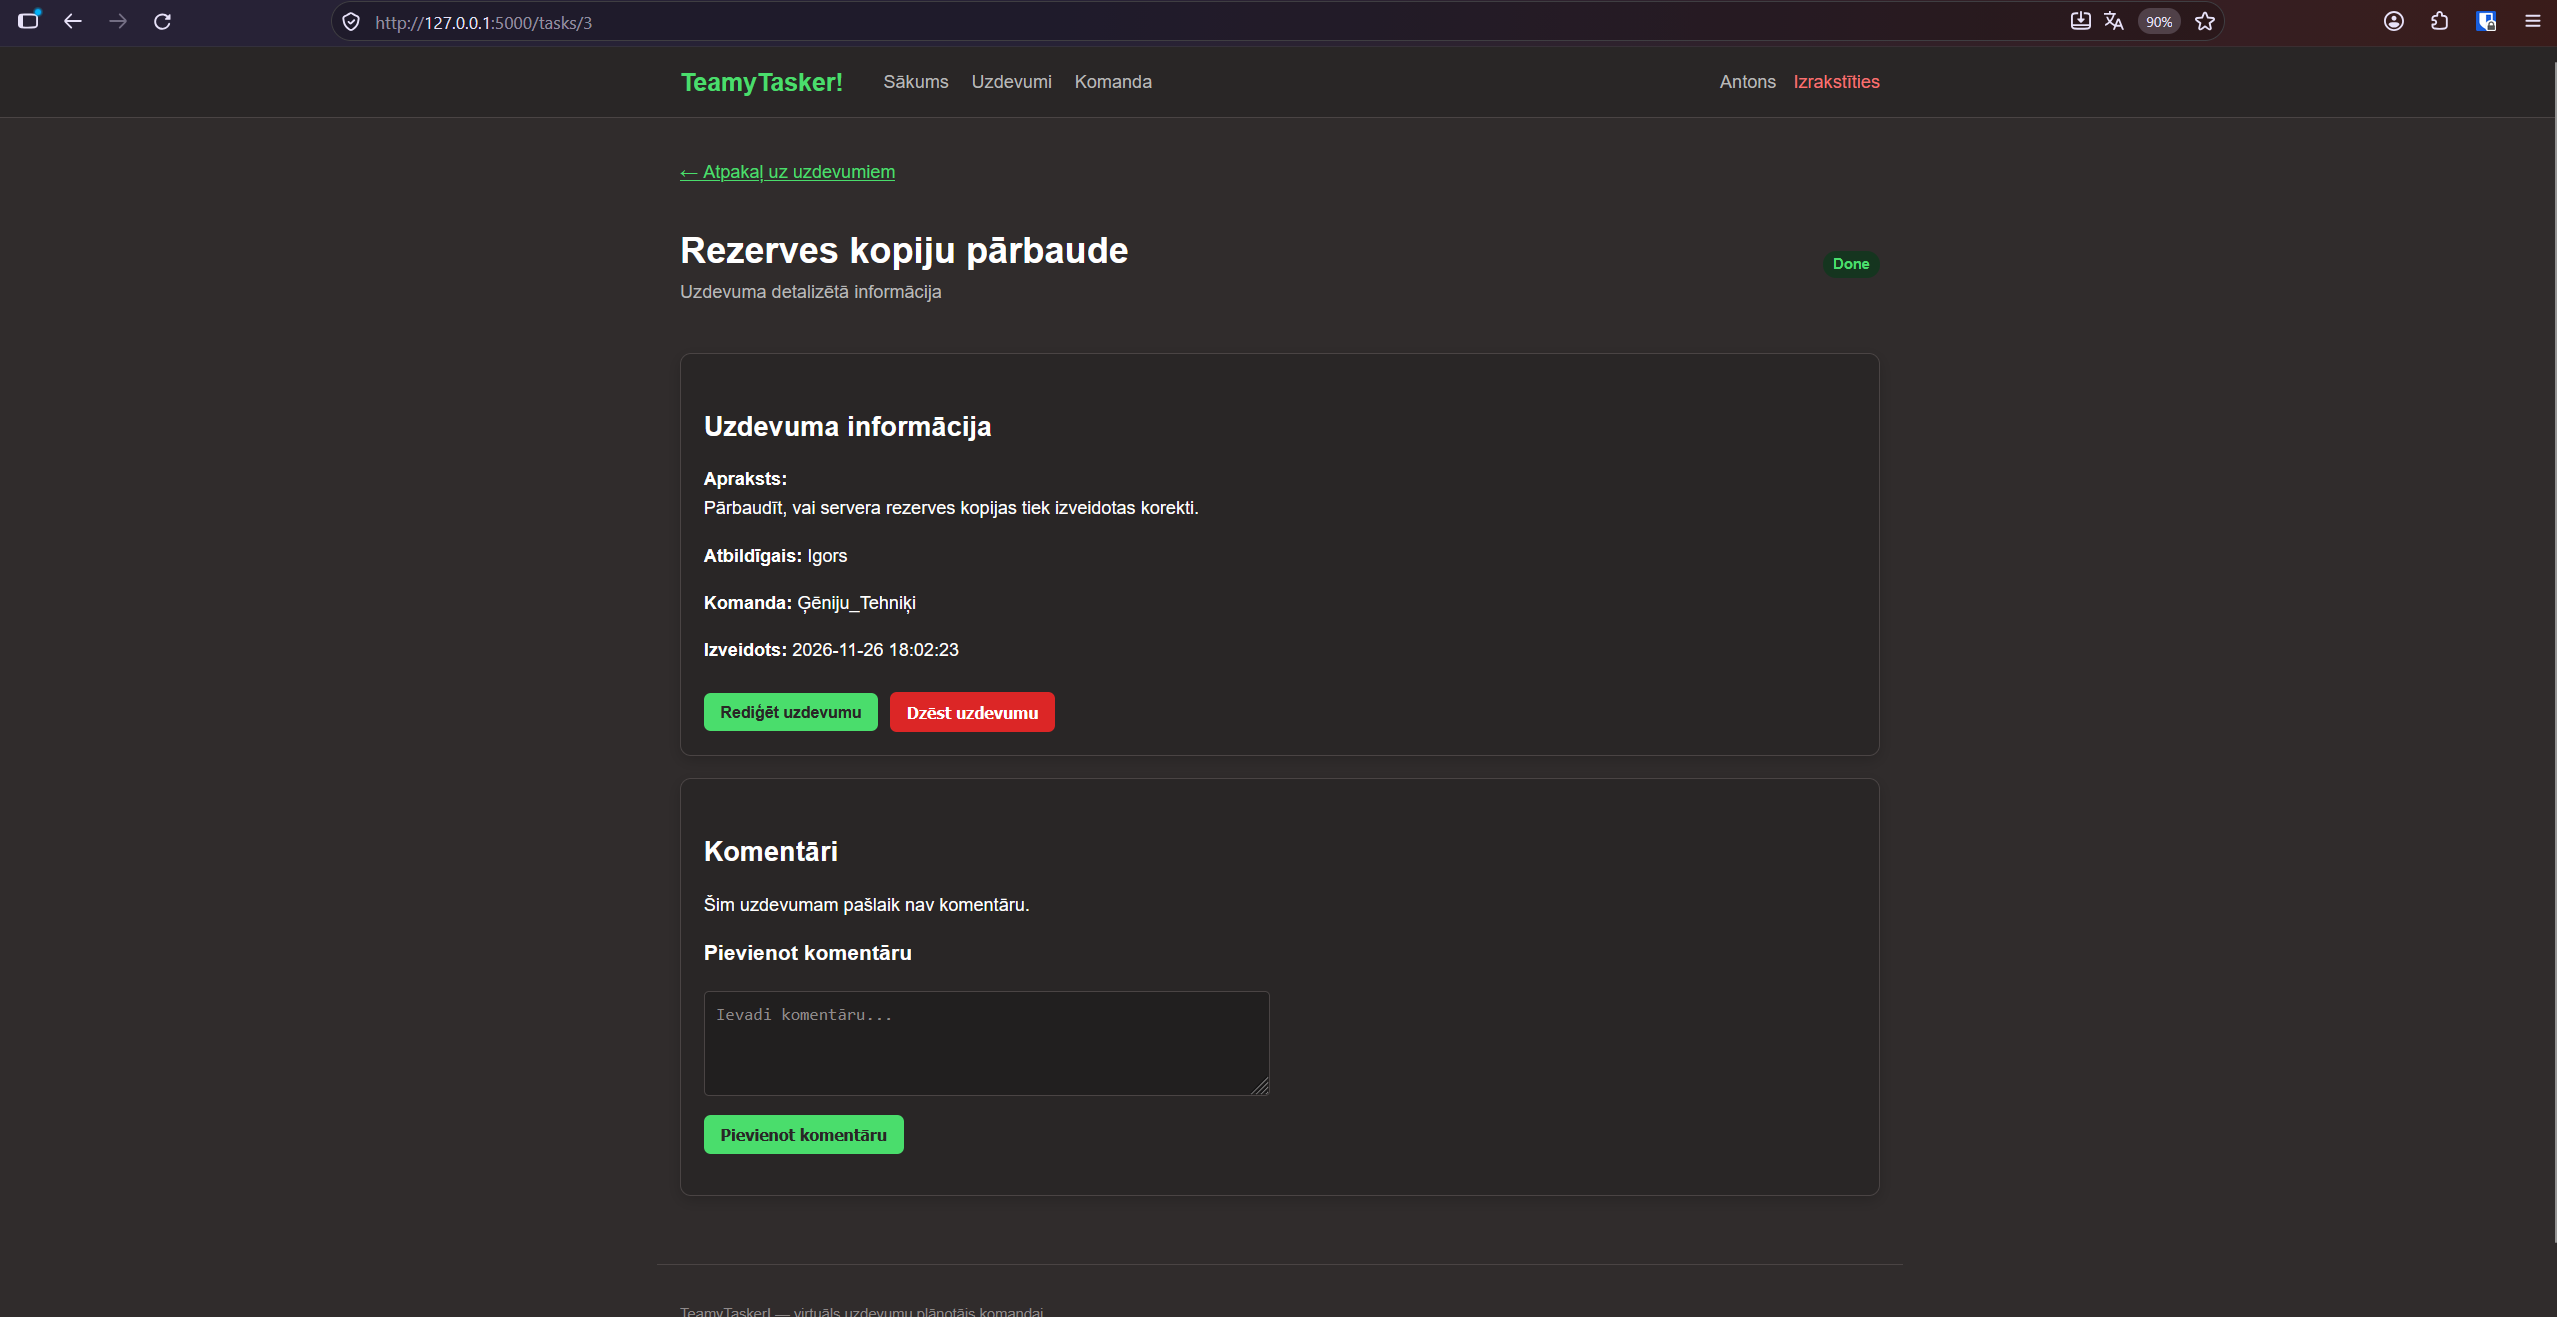 http://127.0.0.1:5000/tasks/3
90%
TeamyTasker!
Sākums
Uzdevumi
Komanda
Antons
Izrakstīties
← Atpakaļ uz uzdevumiem
Rezerves kopiju pārbaude
Done
Uzdevuma detalizētā informācija
Uzdevuma informācija
Apraksts:
Pārbaudīt, vai servera rezerves kopijas tiek izveidotas korekti.
Atbildīgais: Igors
Komanda: Ģēniju_Tehniķi
Izveidots: 2026-11-26 18:02:23
Rediģēt uzdevumu
Dzēst uzdevumu
Komentāri
Šim uzdevumam pašlaik nav komentāru.
Pievienot komentāru
Ievadi komentāru...
Pievienot komentāru
TeamyTasker! — virtuāls uzdevumu plānotājs komandai